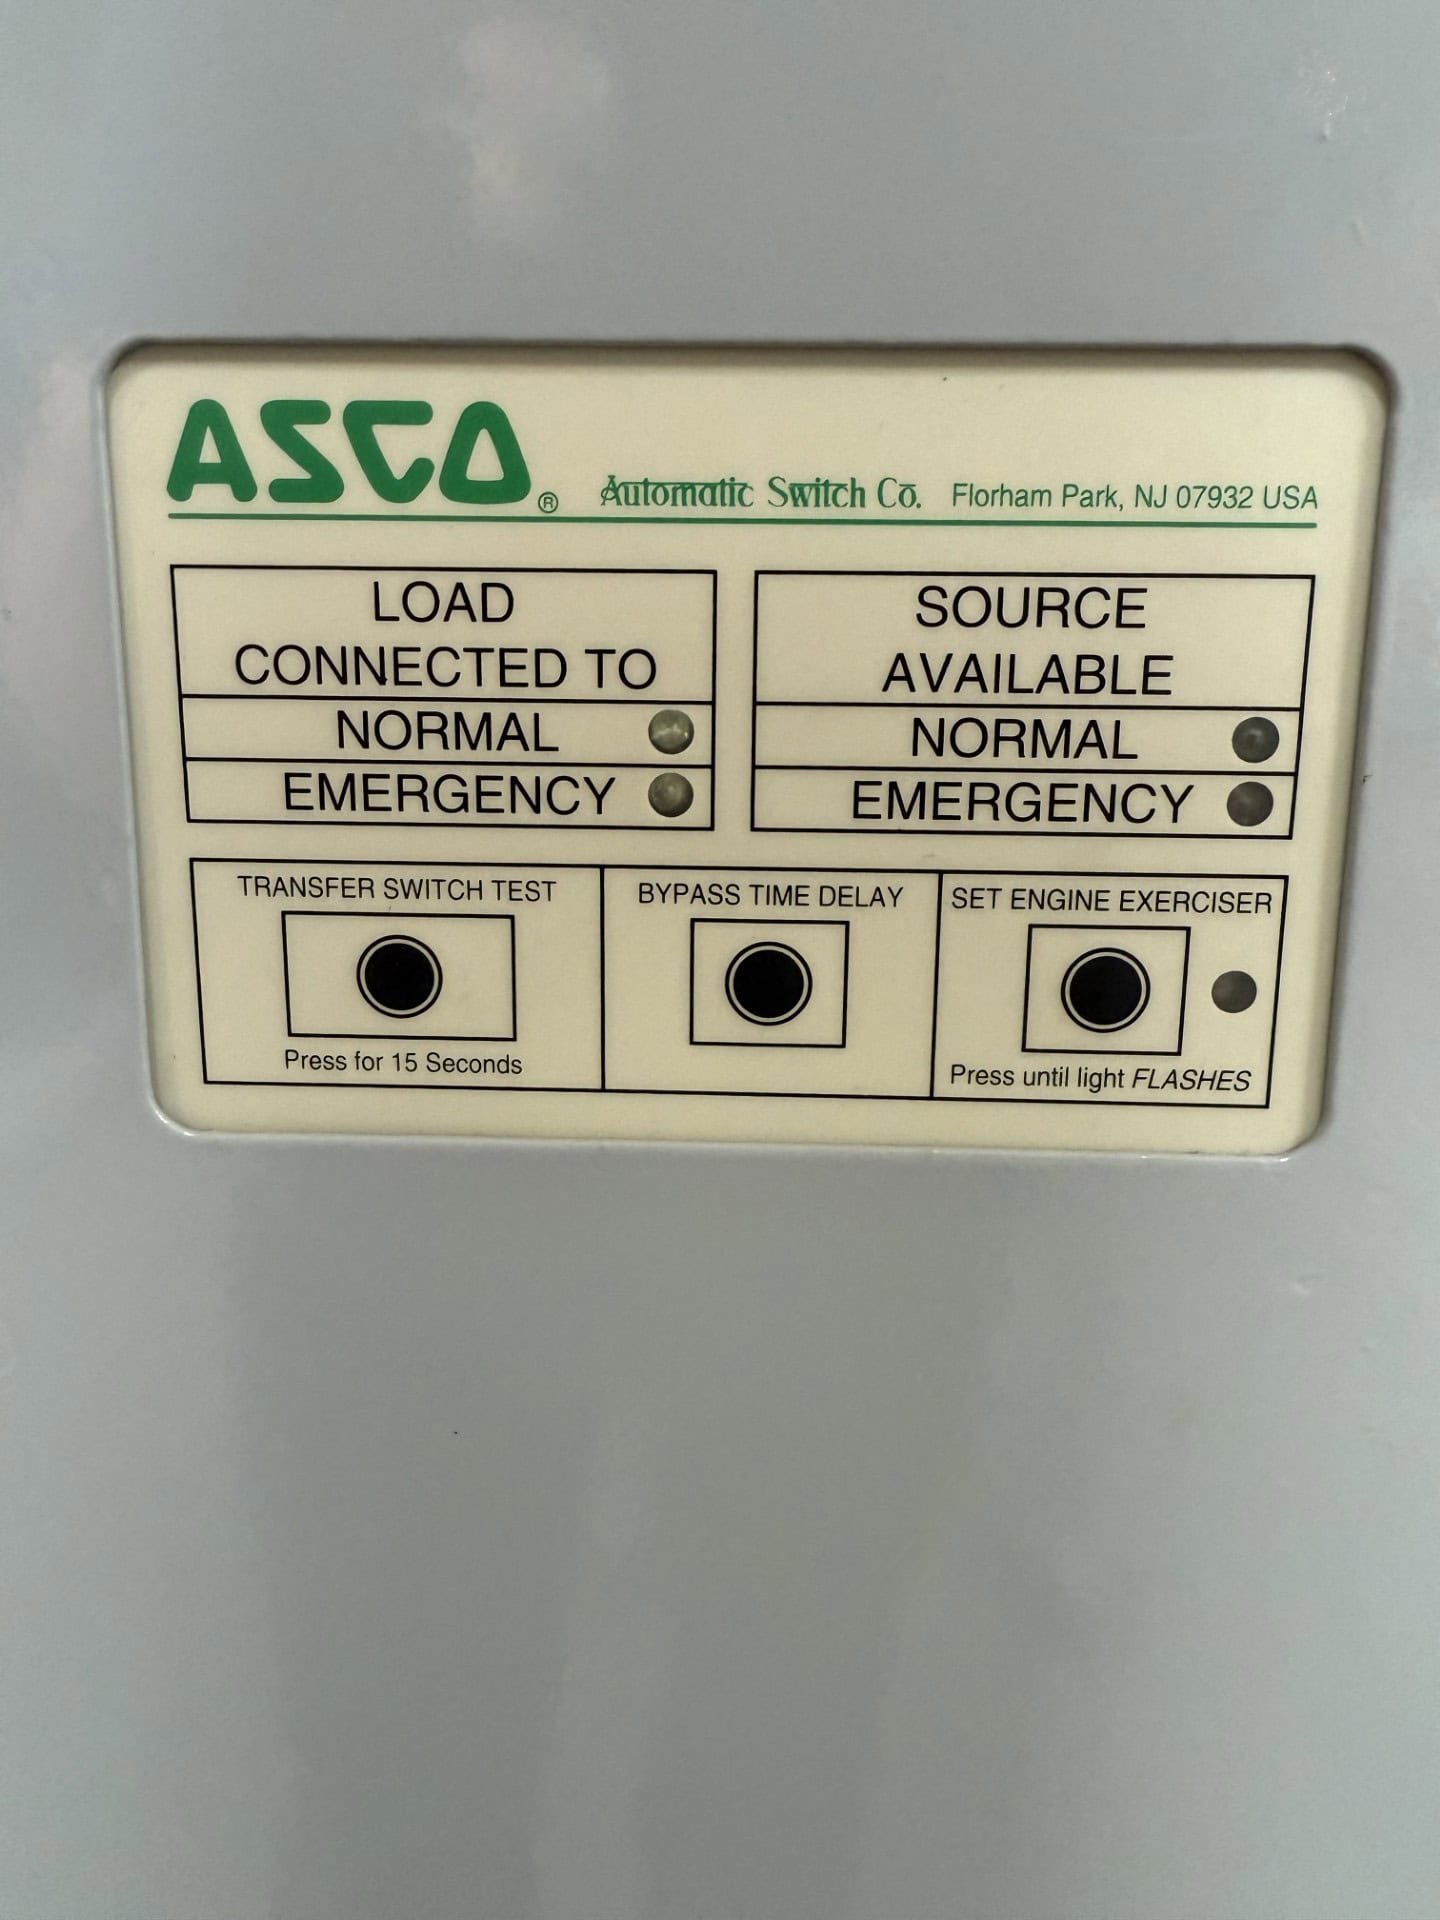 ASCO®
Automatic Switch Co. Florham Park, NJ 07932 USA
LOAD
CONNECTED TO
NORMAL
EMERGENCY
SOURCE
AVAILABLE
NORMAL
EMERGENCY
TRANSFER SWITCH TEST
Press for 15 Seconds
BYPASS TIME DELAY
SET ENGINE EXERCISER
Press until light FLASHES